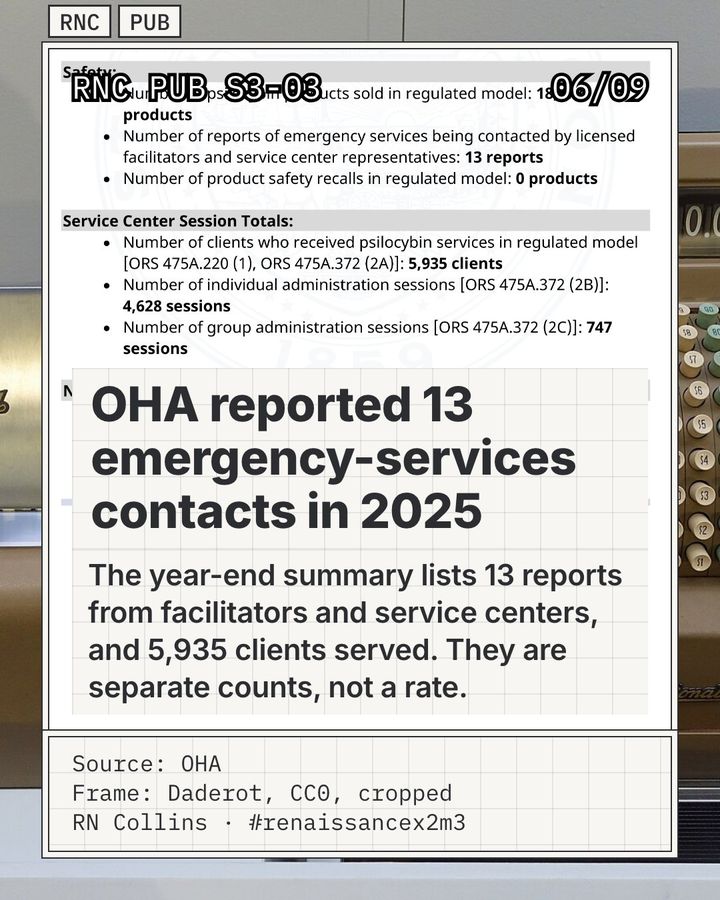 RNC PUB
Safety:
RNC PUB S3-03 06/09
products sold in regulated model:
products
Number of reports of emergency services being contacted by licensed
facilitators and service center representatives: 13 reports
Number of product safety recalls in regulated model: 0 products
Service Center Session Totals:
Number of clients who received psilocybin services in regulated model
[ORS 475A.220 (1), ORS 475A.372 (2A)]: 5,935 clients
Number of individual administration sessions [ORS 475A.372 (2B)]:
4,628 sessions
Number of group administration sessions [ORS 475A.372 (2C)]: 747
sessions
1859
OHA reported 13
emergency-services
contacts in 2025
The year-end summary lists 13 reports
from facilitators and service centers,
and 5,935 clients served. They are
separate counts, not a rate.
Source: OHA
Frame: Daderot, CC0, cropped
RN Collins · #renaissancex2m3